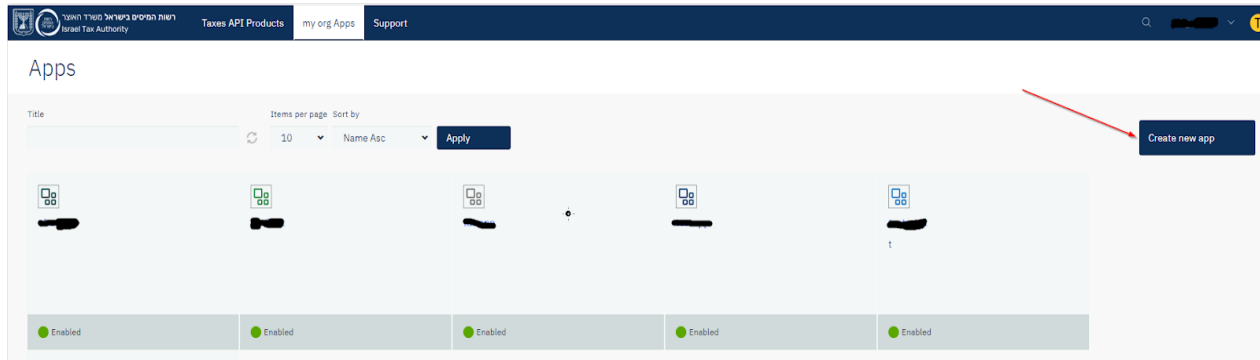 רשות המיסים בישראל משרד האוצר
Israel Tax Authority
Taxes API Products
my org Apps
Support
T
Apps
Title
Items per page
Sort by
10
Name Asc
Apply
Create new app
t
Enabled
Enabled
Enabled
Enabled
Enabled